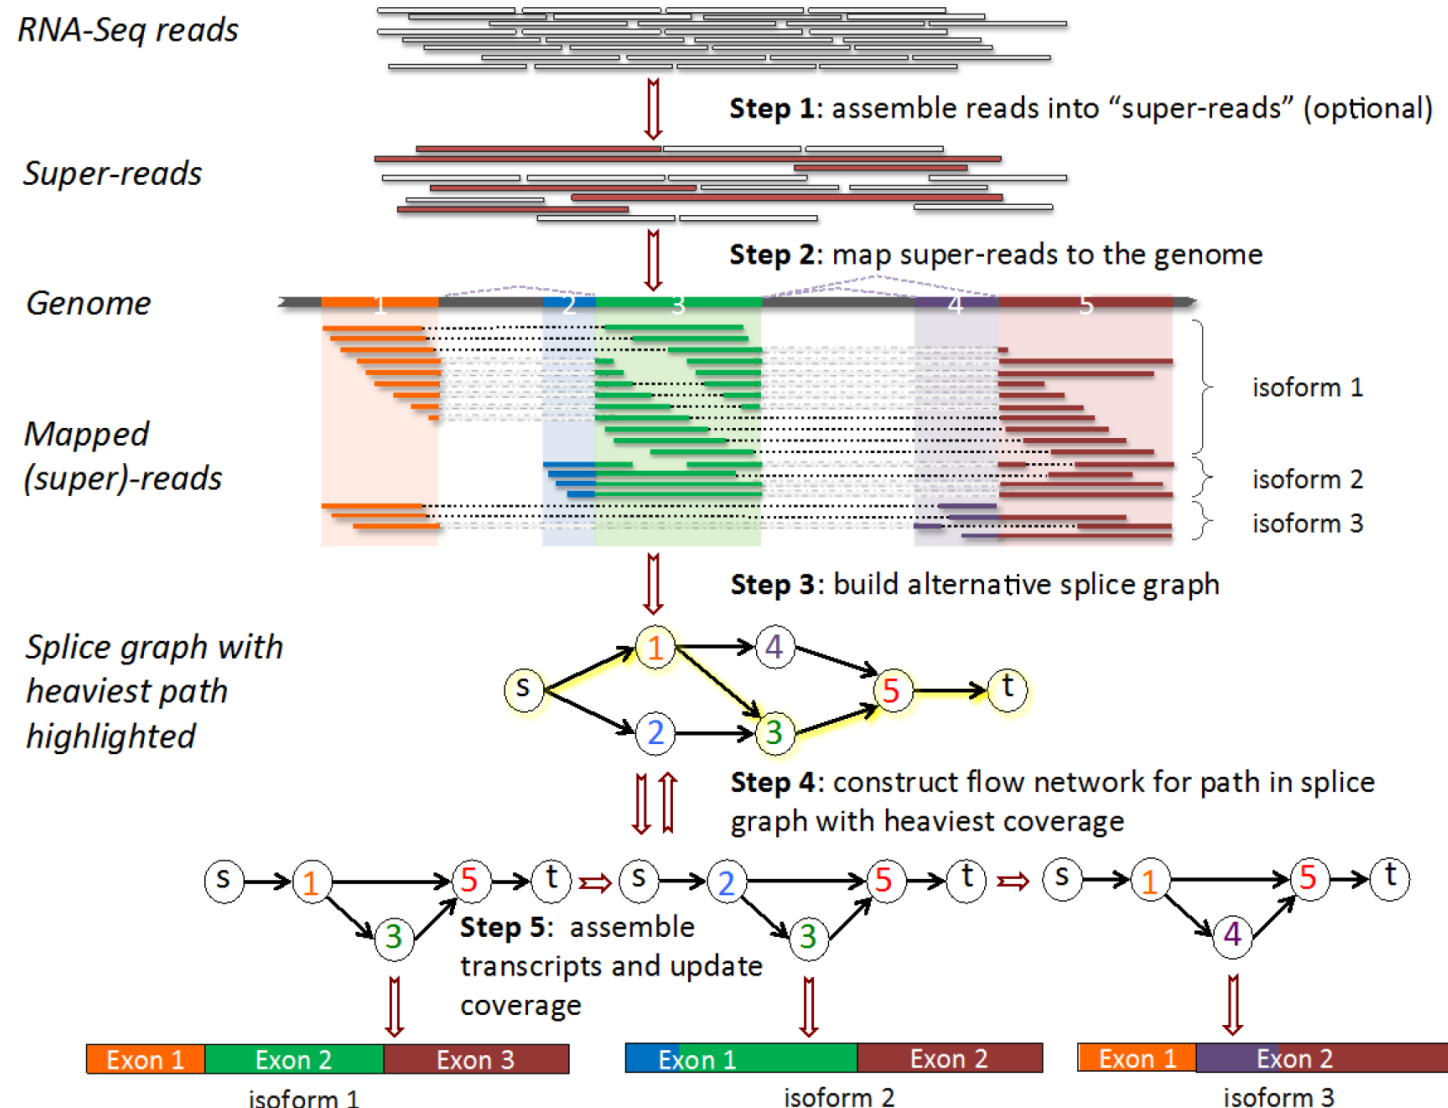 RNA-Seq reads
Step 1: assemble reads into “super-reads” (optional)
Super-reads
Step 2: map super-reads to the genome
Genome
1 2 3 4 5
isoform 1
Mapped
(super)-reads
isoform 2
isoform 3
Step 3: build alternative splice graph
Splice graph with
heaviest path
highlighted
1 4
s 5 t
2 3
Step 4: construct flow network for path in splice
graph with heaviest coverage
s 1 5 t s 2 5 t s 1 5 t
3 3 4
Step 5: assemble
transcripts and update
coverage
Exon 1 Exon 2 Exon 3
Exon 1 Exon 2
Exon 1 Exon 2
isoform 1
isoform 2
isoform 3